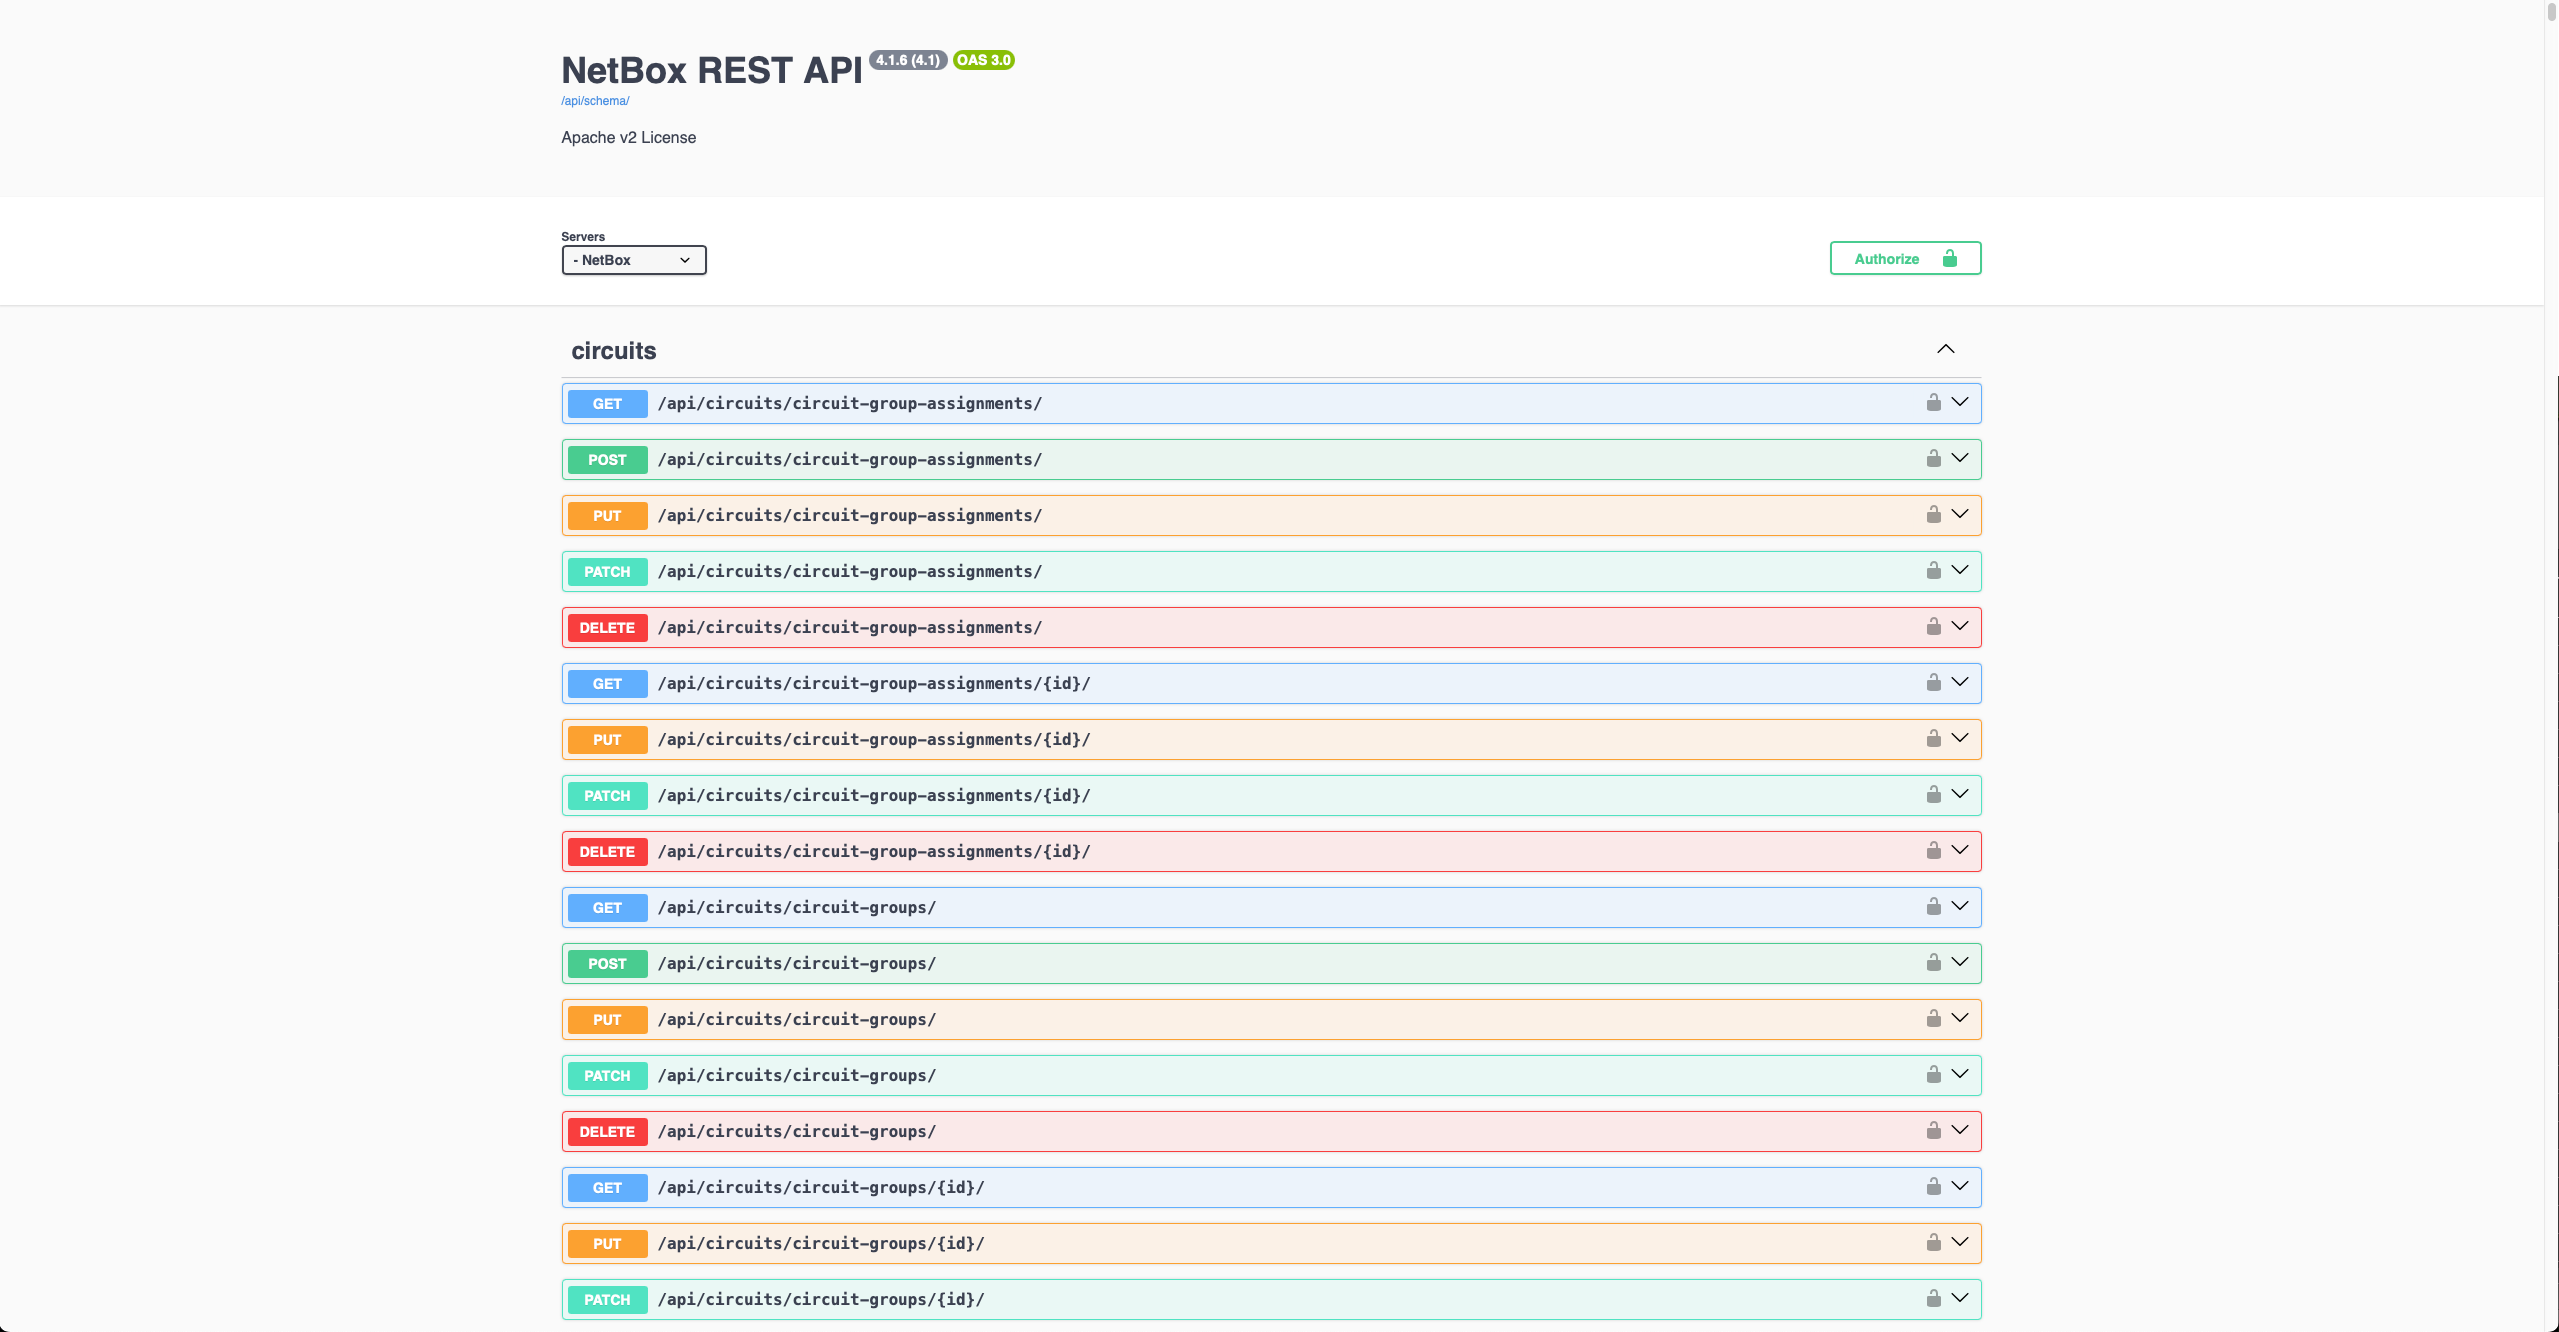 NetBox REST API 4.1.6 (4.1) OAS 3.0
/api/schema/
Apache v2 License
Servers
- NetBox
Authorize
circuits
GET /api/circuits/circuit-group-assignments/
POST /api/circuits/circuit-group-assignments/
PUT /api/circuits/circuit-group-assignments/
PATCH /api/circuits/circuit-group-assignments/
DELETE /api/circuits/circuit-group-assignments/
GET /api/circuits/circuit-group-assignments/{id}/
PUT /api/circuits/circuit-group-assignments/{id}/
PATCH /api/circuits/circuit-group-assignments/{id}/
DELETE /api/circuits/circuit-group-assignments/{id}/
GET /api/circuits/circuit-groups/
POST /api/circuits/circuit-groups/
PUT /api/circuits/circuit-groups/
PATCH /api/circuits/circuit-groups/
DELETE /api/circuits/circuit-groups/
GET /api/circuits/circuit-groups/{id}/
PUT /api/circuits/circuit-groups/{id}/
PATCH /api/circuits/circuit-groups/{id}/